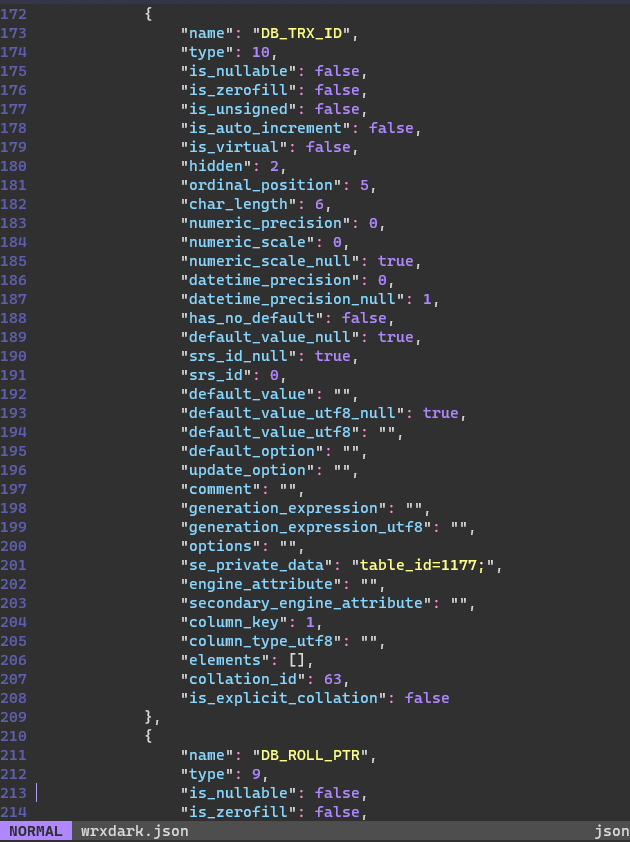 172 {
173 "name": "DB_TRX_ID",
174 "type": 10,
175 "is_nullable": false,
176 "is_zerofill": false,
177 "is_unsigned": false,
178 "is_auto_increment": false,
179 "is_virtual": false,
180 "hidden": 2,
181 "ordinal_position": 5,
182 "char_length": 6,
183 "numeric_precision": 0,
184 "numeric_scale": 0,
185 "numeric_scale_null": true,
186 "datetime_precision": 0,
187 "datetime_precision_null": 1,
188 "has_no_default": false,
189 "default_value_null": true,
190 "srs_id_null": true,
191 "srs_id": 0,
192 "default_value": "",
193 "default_value_utf8_null": true,
194 "default_value_utf8": "",
195 "default_option": "",
196 "update_option": "",
197 "comment": "",
198 "generation_expression": "",
199 "generation_expression_utf8": "",
200 "options": "",
201 "se_private_data": "table_id=1177;",
202 "engine_attribute": "",
203 "secondary_engine_attribute": "",
204 "column_key": 1,
205 "column_type_utf8": "",
206 "elements": [],
207 "collation_id": 63,
208 "is_explicit_collation": false
209 },
210 {
211 "name": "DB_ROLL_PTR",
212 "type": 9,
213 "is_nullable": false,
214 "is_zerofill": false,
NORMAL wrxdark.json json